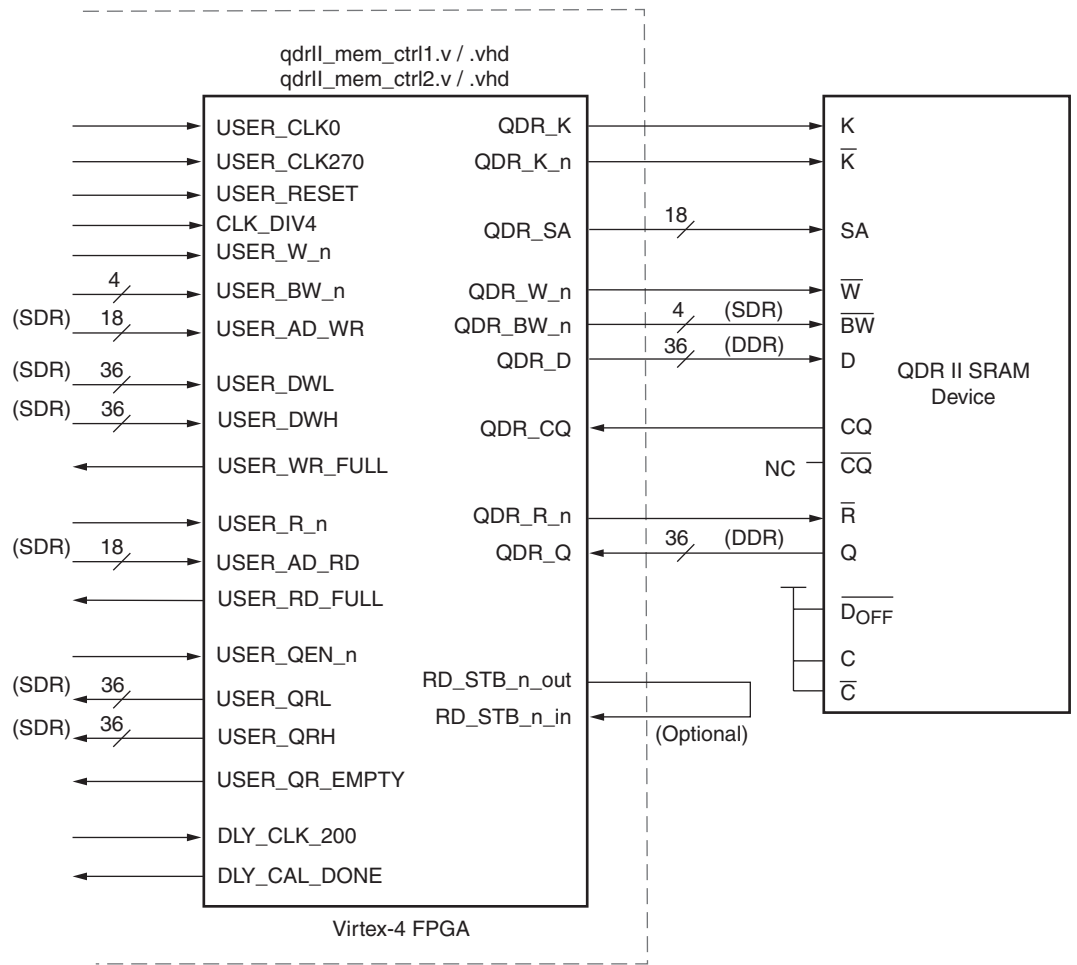 qdrII_mem_ctrl1.v / .vhd
qdrII_mem_ctrl2.v / .vhd
USER_CLK0
QDR_K
K
USER_CLK270
QDR_K_n
K̅
USER_RESET
CLK_DIV4
QDR_SA
18
SA
USER_W_n
4
USER_BW_n
QDR_W_n
W̅
(SDR)
18
USER_AD_WR
QDR_BW_n
4
(SDR)
B̅W̅
QDR_D
36
(DDR)
D
QDR II SRAM
Device
(SDR)
36
USER_DWL
(SDR)
36
USER_DWH
QDR_CQ
CQ
USER_WR_FULL
NC
C̅Q̅
USER_R_n
QDR_R_n
R̅
(SDR)
18
USER_AD_RD
QDR_Q
36
(DDR)
Q
USER_RD_FULL
D̅O̅F̅F̅
USER_QEN_n
C
(SDR)
36
USER_QRL
RD_STB_n_out
C̅
(SDR)
36
USER_QRH
RD_STB_n_in
(Optional)
USER_QR_EMPTY
DLY_CLK_200
DLY_CAL_DONE
Virtex-4 FPGA